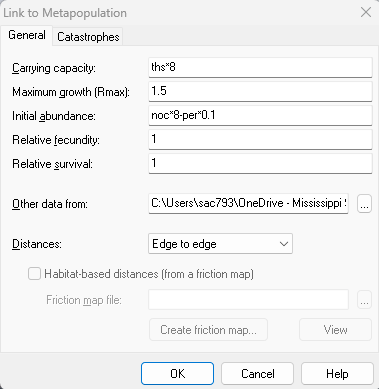 Link to Metapopulation
General Catastrophes
Carrying capacity: ths*8
Maximum growth (Rmax): 1.5
Initial abundance: noc*8-per*0.1
Relative fecundity: 1
Relative survival: 1
Other data from: C:\Users\sac793\OneDrive - Mississippi ...
Distances: Edge to edge
Habitat-based distances (from a friction map)
Friction map file: ...
Create friction map... View
OK Cancel Help